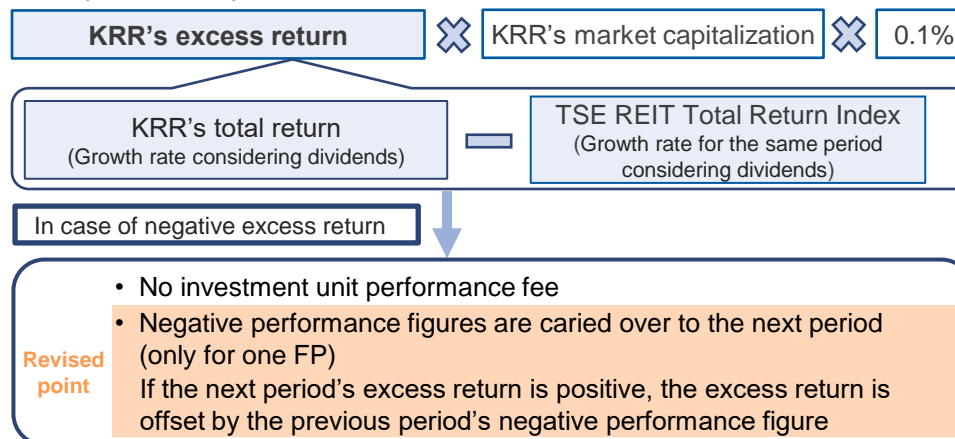 KRR's excess return
KRR's market capitalization
0.1%
KRR's total return
(Growth rate considering dividends)
TSE REIT Total Return Index
(Growth rate for the same period
considering dividends)
In case of negative excess return
• No investment unit performance fee
Revised
point
• Negative performance figures are caried over to the next period
(only for one FP)
If the next period's excess return is positive, the excess return is
offset by the previous period's negative performance figure